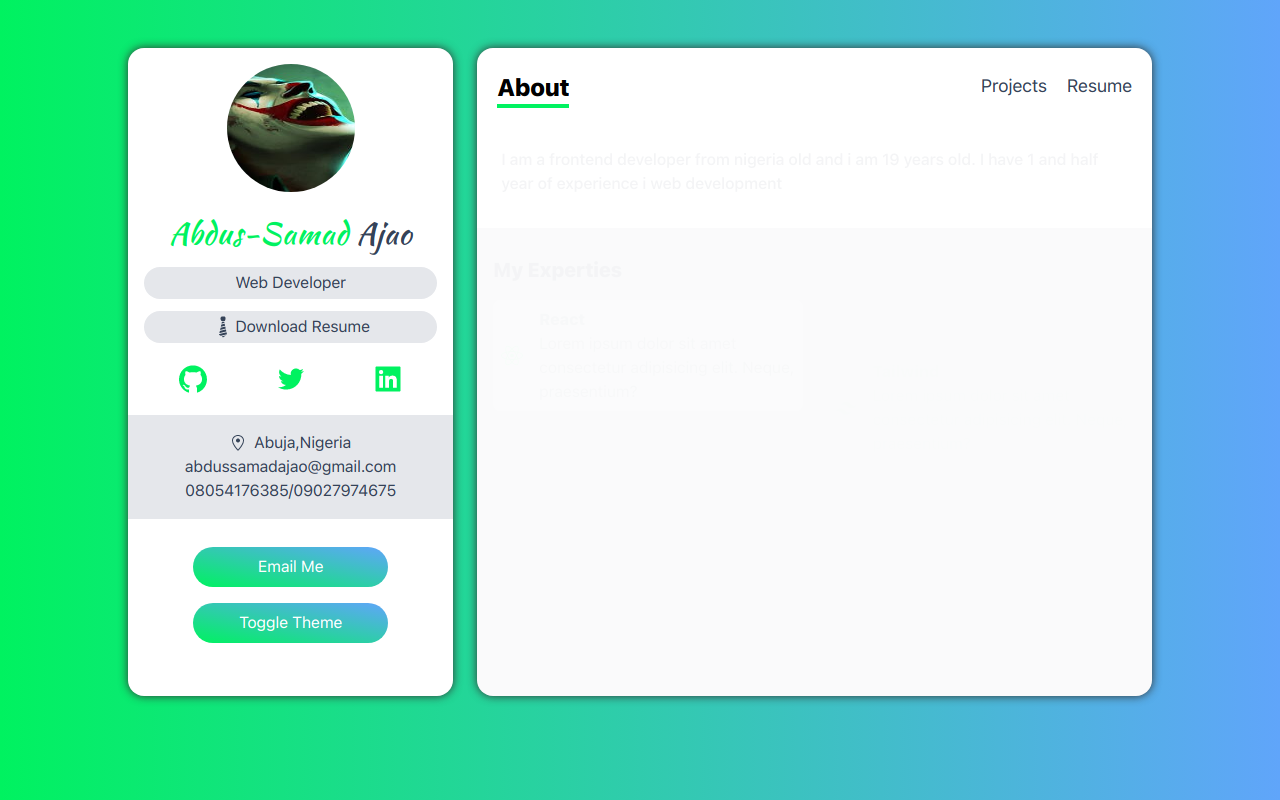 Abdus-Samad Ajao
Web Developer
Download Resume
Abuja,Nigeria
abdussamadajao@gmail.com
08054176385/09027974675
Email Me
Toggle Theme
About
Projects
Resume
I am a frontend developer from nigeria old and i am 19 years old. I have 1 and half
year of experience i web development
My Experties